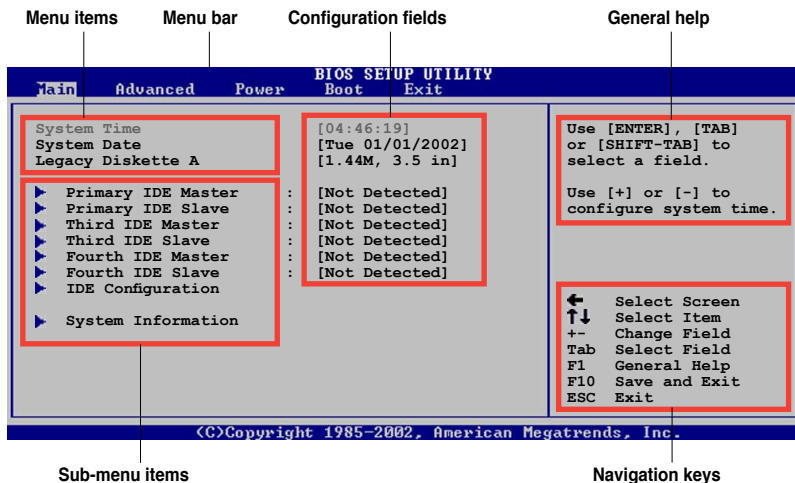 Menu items Menu bar Configuration fields General help
BIOS SETUP UTILITY
Main Advanced Power Boot Exit
System Time [04:46:19]
System Date [Tue 01/01/2002]
Legacy Diskette A [1.44M, 3.5 in]
Primary IDE Master : [Not Detected]
Primary IDE Slave : [Not Detected]
Third IDE Master : [Not Detected]
Third IDE Slave : [Not Detected]
Fourth IDE Master : [Not Detected]
Fourth IDE Slave : [Not Detected]
IDE Configuration
System Information
Use [ENTER], [TAB]
or [SHIFT-TAB] to
select a field.
Use [+] or [-] to
configure system time.
← Select Screen
↑↓ Select Item
+- Change Field
Tab Select Field
F1 General Help
F10 Save and Exit
ESC Exit
(C)Copyright 1985-2002, American Megatrends, Inc.
Sub-menu items Navigation keys